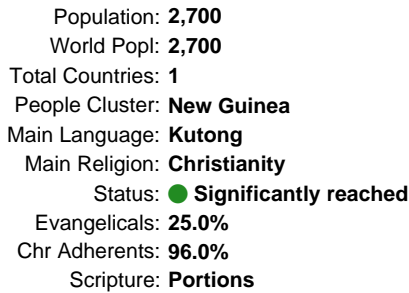 Population: 2,700
World Popl: 2,700
Total Countries: 1
People Cluster: New Guinea
Main Language: Kutong
Main Religion: Christianity
Status: Significantly reached
Evangelicals: 25.0%
Chr Adherents: 96.0%
Scripture: Portions